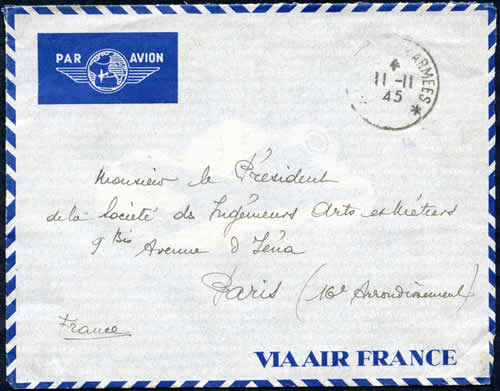 PAR AVION
ARMÉES
11-11
45
Monsieur le Président
de la Société des Ingénieurs Arts et Métiers
9 Bis Avenue d'Iéna
Paris (16e Arrondissement)
France
VIA AIR FRANCE